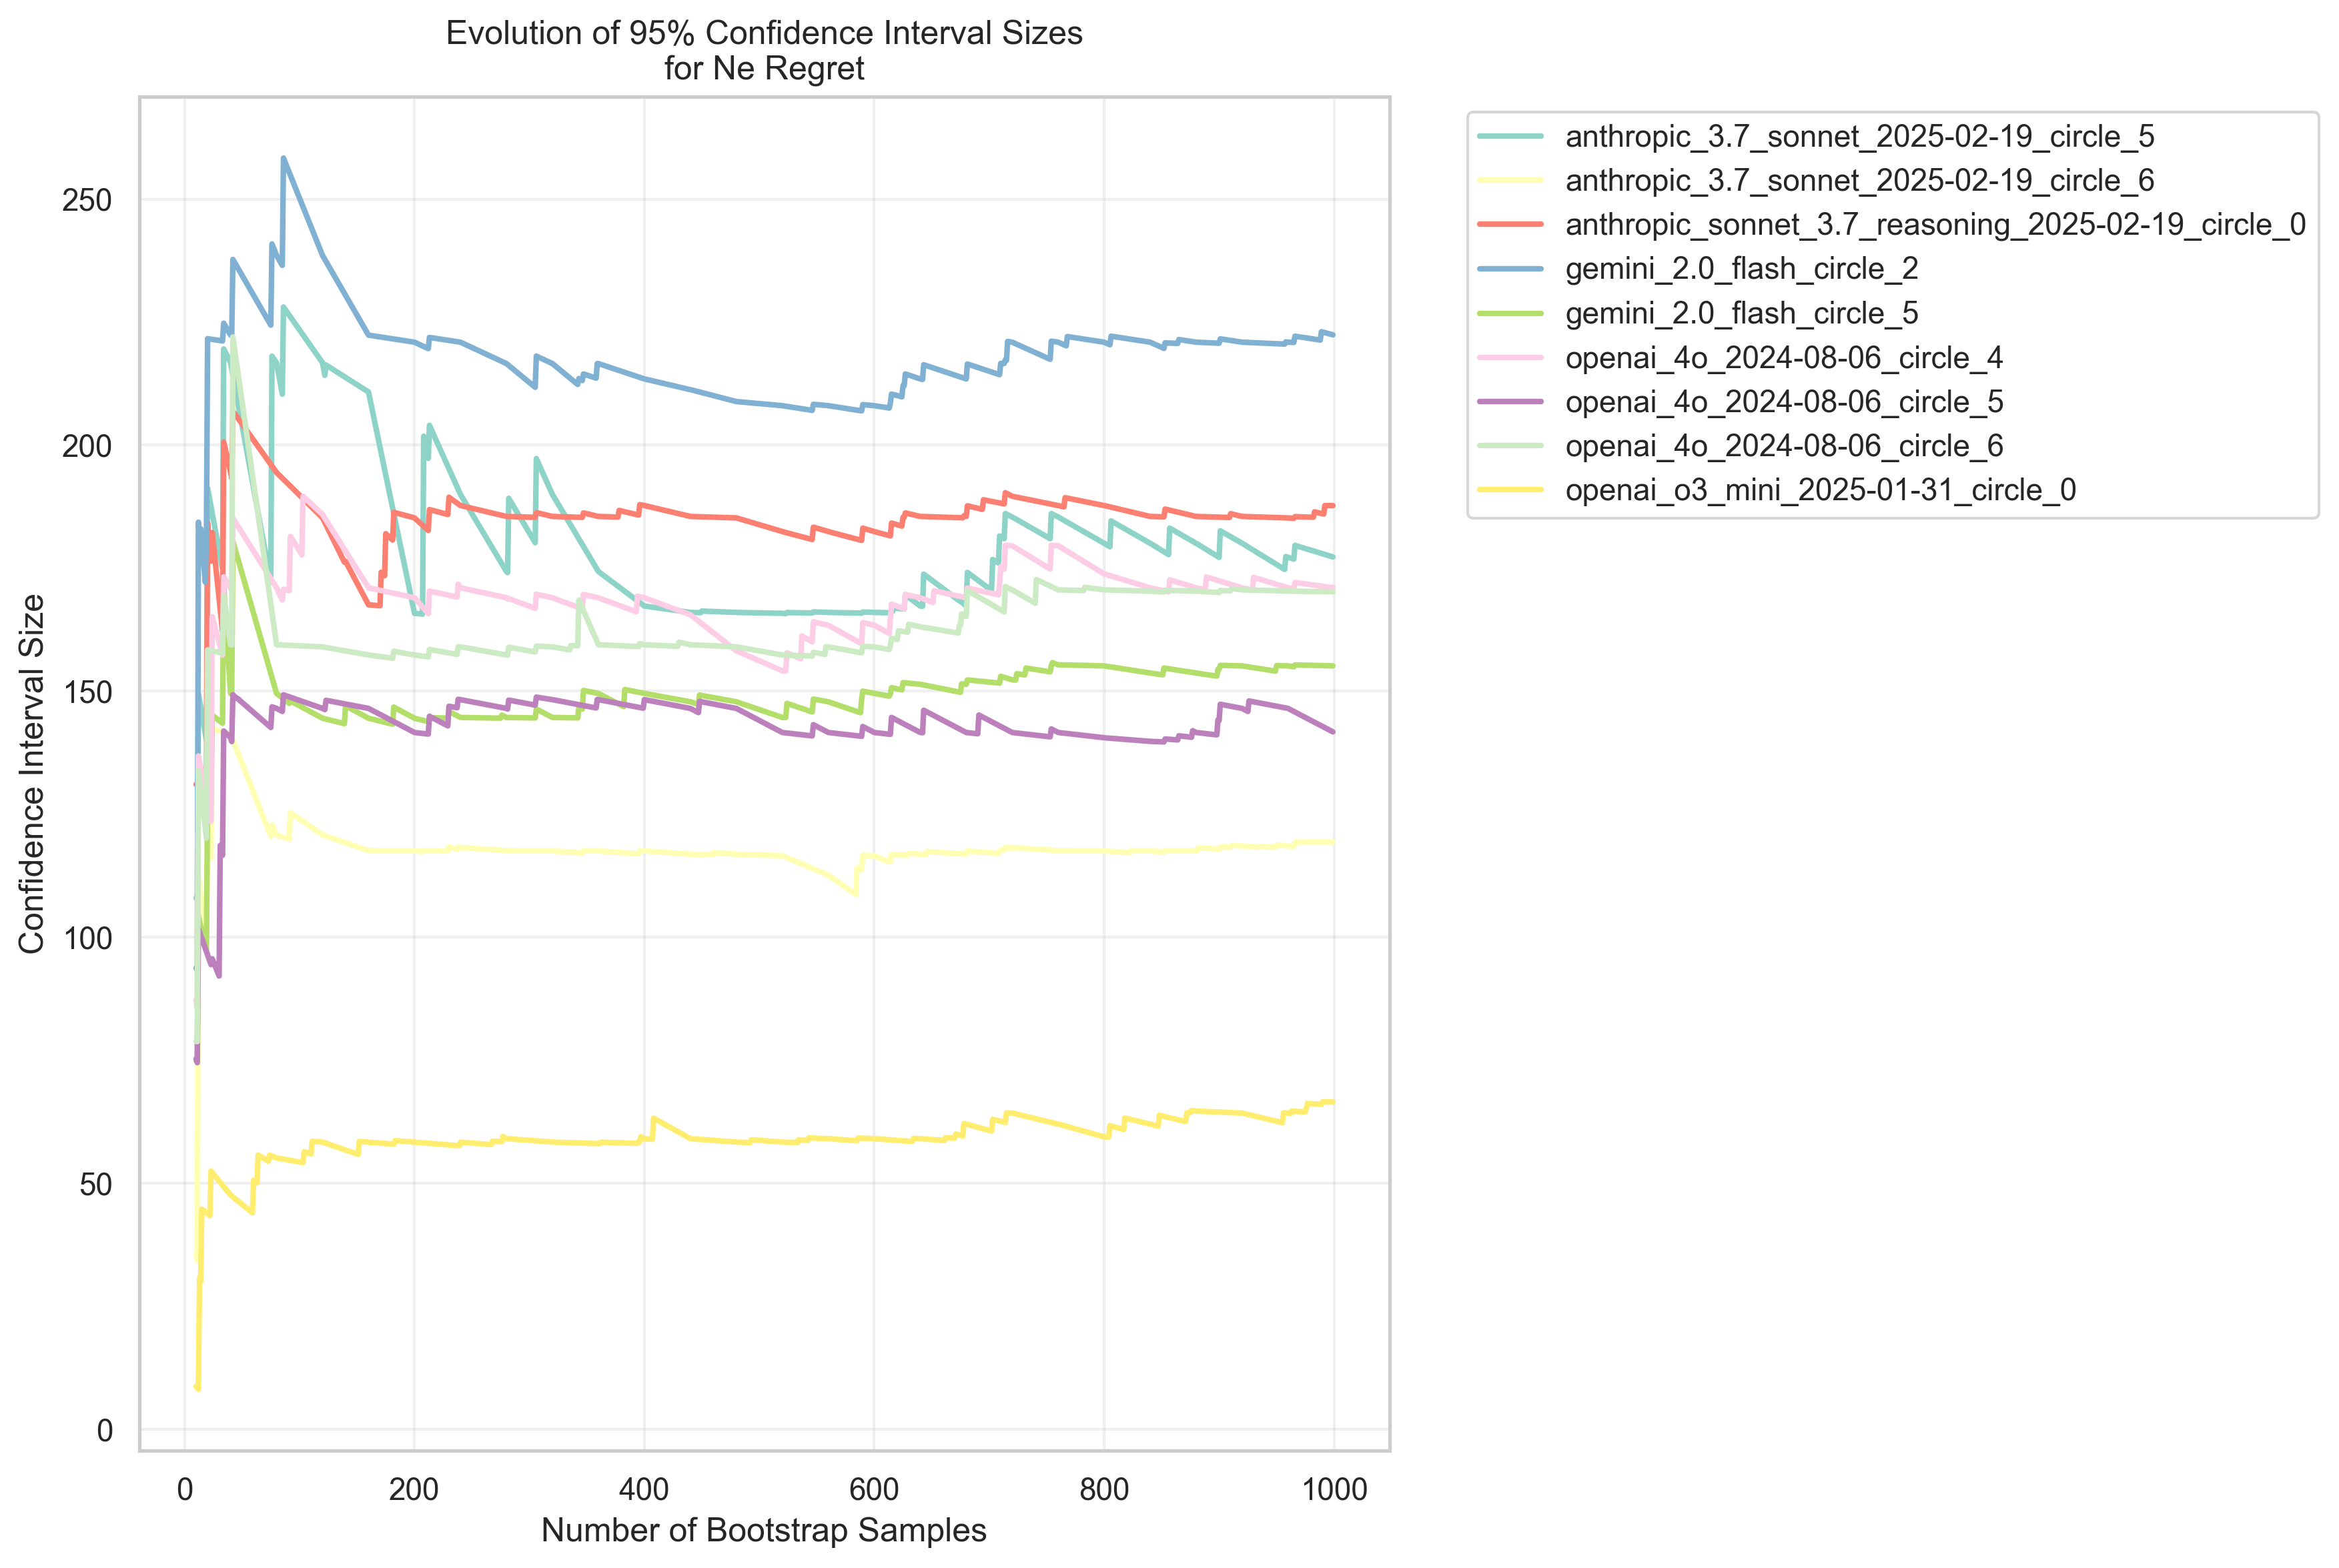 Evolution of 95% Confidence Interval Sizes
for Ne Regret
Confidence Interval Size
250
200
150
100
50
0
0
200
400
600
800
1000
Number of Bootstrap Samples
anthropic_3.7_sonnet_2025-02-19_circle_5
anthropic_3.7_sonnet_2025-02-19_circle_6
anthropic_sonnet_3.7_reasoning_2025-02-19_circle_0
gemini_2.0_flash_circle_2
gemini_2.0_flash_circle_5
openai_4o_2024-08-06_circle_4
openai_4o_2024-08-06_circle_5
openai_4o_2024-08-06_circle_6
openai_o3_mini_2025-01-31_circle_0